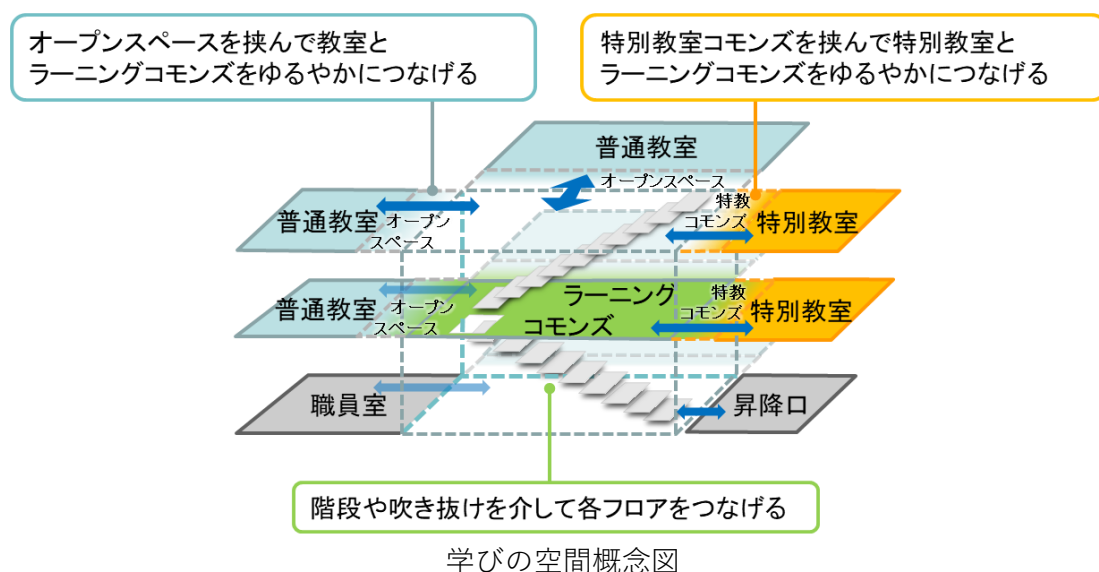 オープンスペースを挟んで教室と
ラーニングコモンズをゆるやかにつなげる
特別教室コモンズを挟んで特別教室と
ラーニングコモンズをゆるやかにつなげる
普通教室
オープンスペース
普通教室
オープン
スペース
特教
コモンズ
特別教室
普通教室
オープン
スペース
ラーニング
コモンズ
特教
コモンズ
特別教室
職員室
昇降口
階段や吹き抜けを介して各フロアをつなげる
学びの空間概念図